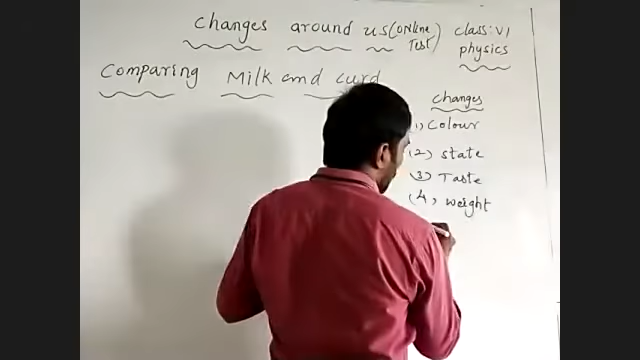 Changes around us (Online Test) class: VI
physics
Comparing Milk and curd
changes
(1) Colour
(2) state
(3) Taste
(4) weight